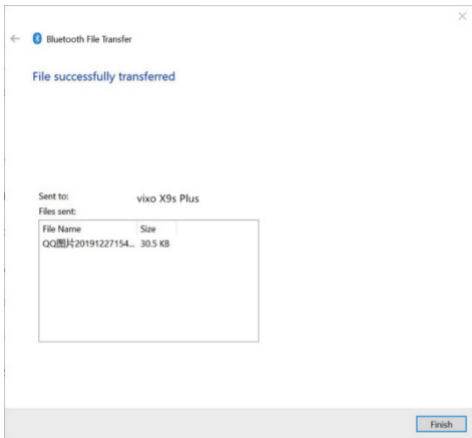 Bluetooth File Transfer
File successfully transferred
Sent to: vixo X9s Plus
Files sent:
File Name Size
QQ图片20191227154... 30.5 KB
Finish